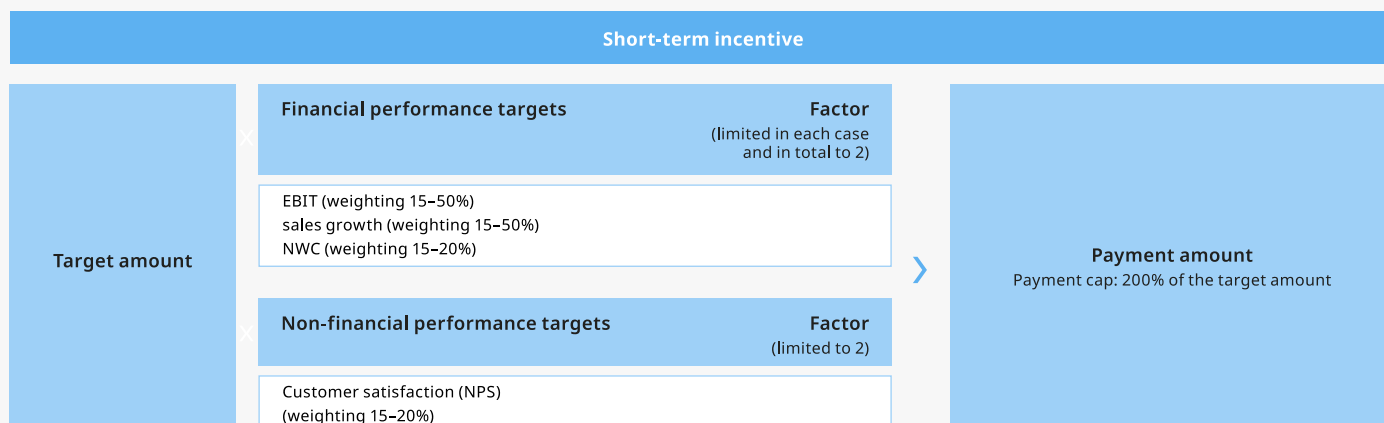 Short-term incentive
Target amount
x
Financial performance targets
Factor
(limited in each case
and in total to 2)
EBIT (weighting 15–50%)
sales growth (weighting 15–50%)
NWC (weighting 15–20%)
x
Non-financial performance targets
Factor
(limited to 2)
Customer satisfaction (NPS)
(weighting 15–20%)
›
Payment amount
Payment cap: 200% of the target amount